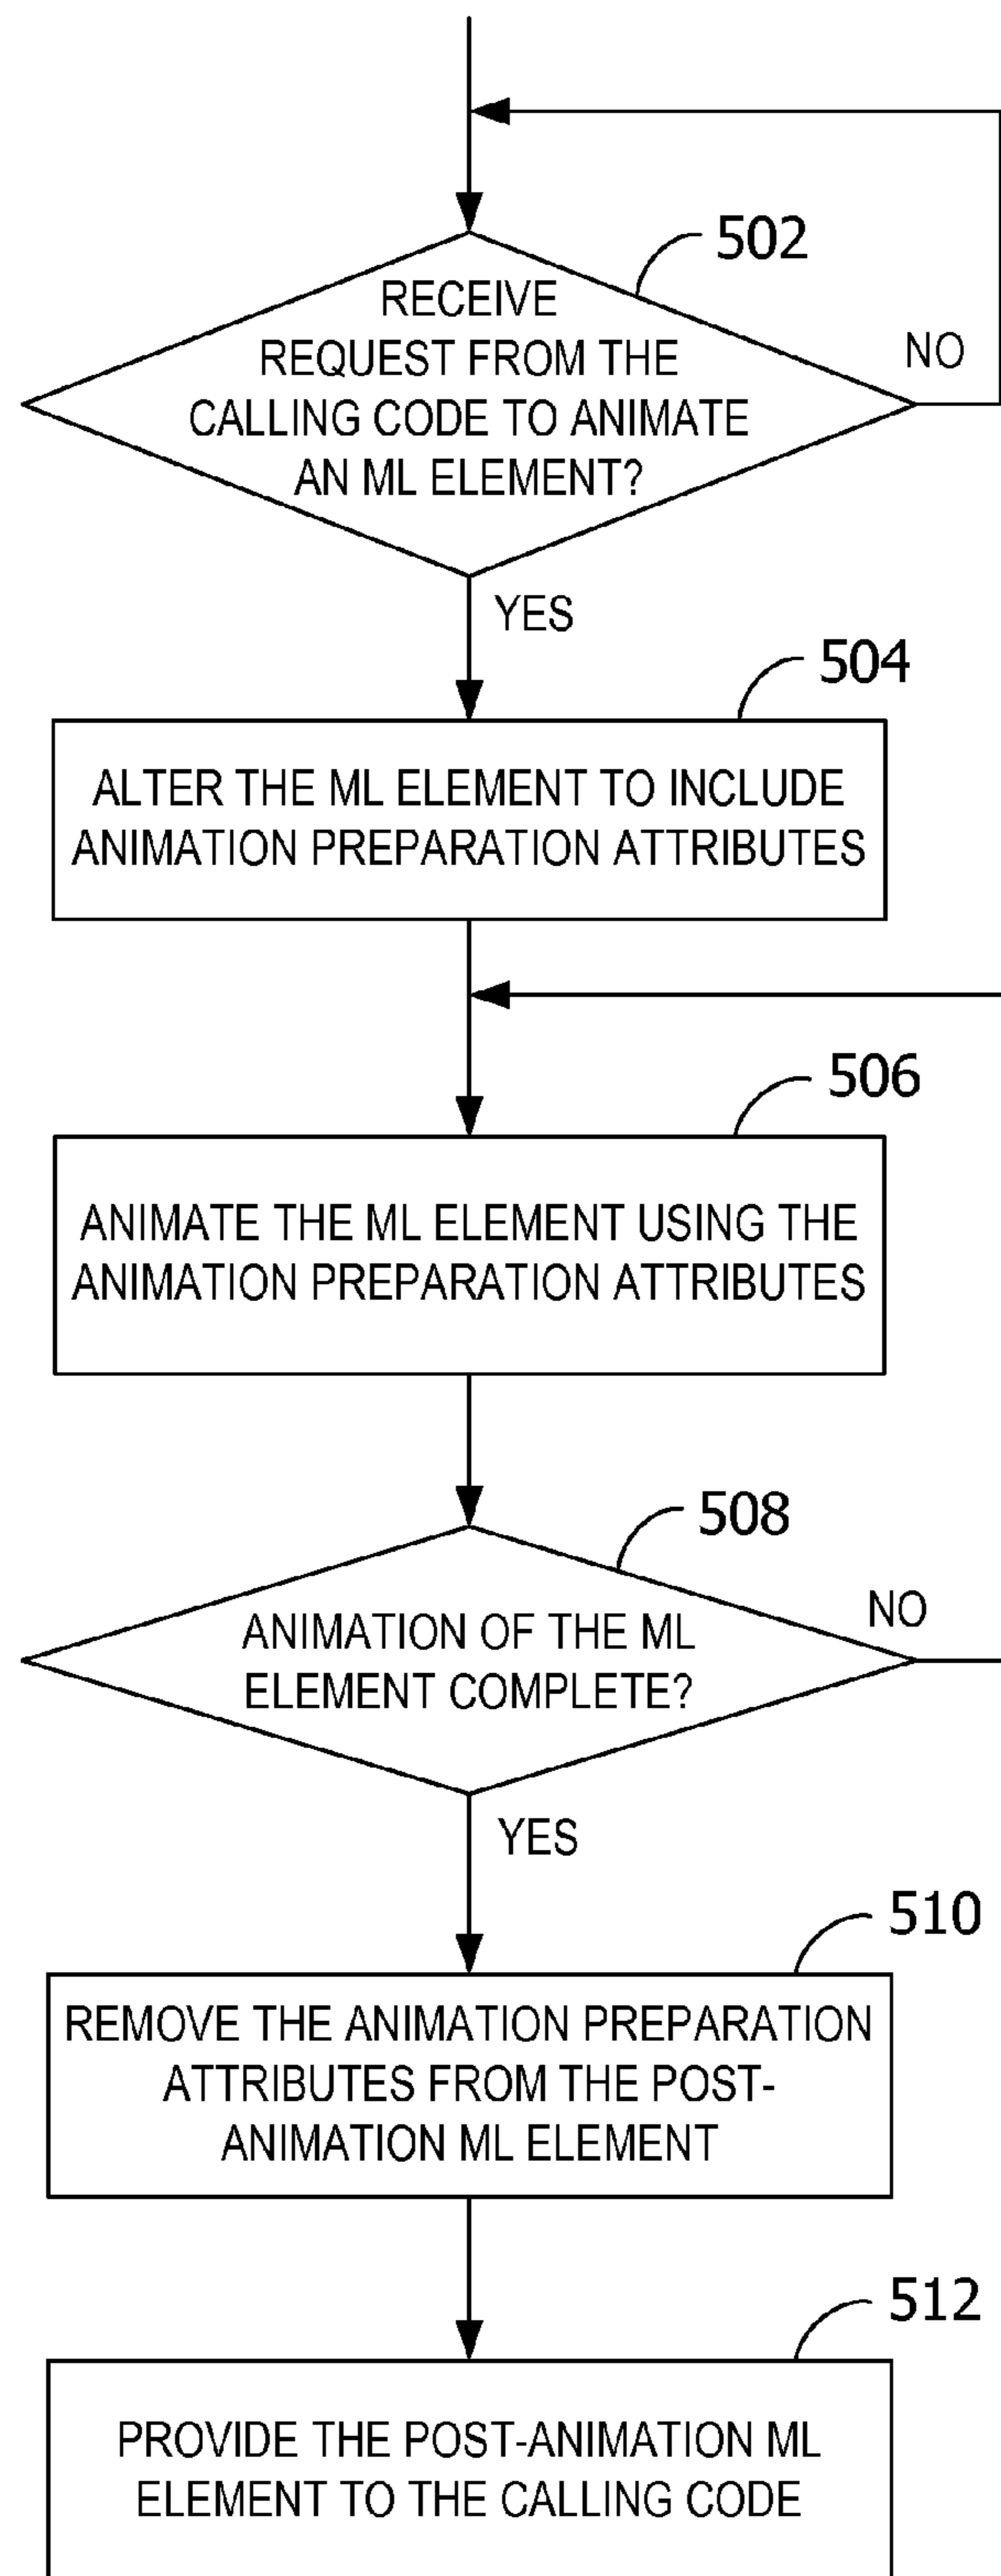 502
RECEIVE
REQUEST FROM THE
CALLING CODE TO ANIMATE
AN ML ELEMENT?
NO
YES
504
ALTER THE ML ELEMENT TO INCLUDE
ANIMATION PREPARATION ATTRIBUTES
506
ANIMATE THE ML ELEMENT USING THE
ANIMATION PREPARATION ATTRIBUTES
508
ANIMATION OF THE ML
ELEMENT COMPLETE?
NO
YES
510
REMOVE THE ANIMATION PREPARATION
ATTRIBUTES FROM THE POST-
ANIMATION ML ELEMENT
512
PROVIDE THE POST-ANIMATION ML
ELEMENT TO THE CALLING CODE